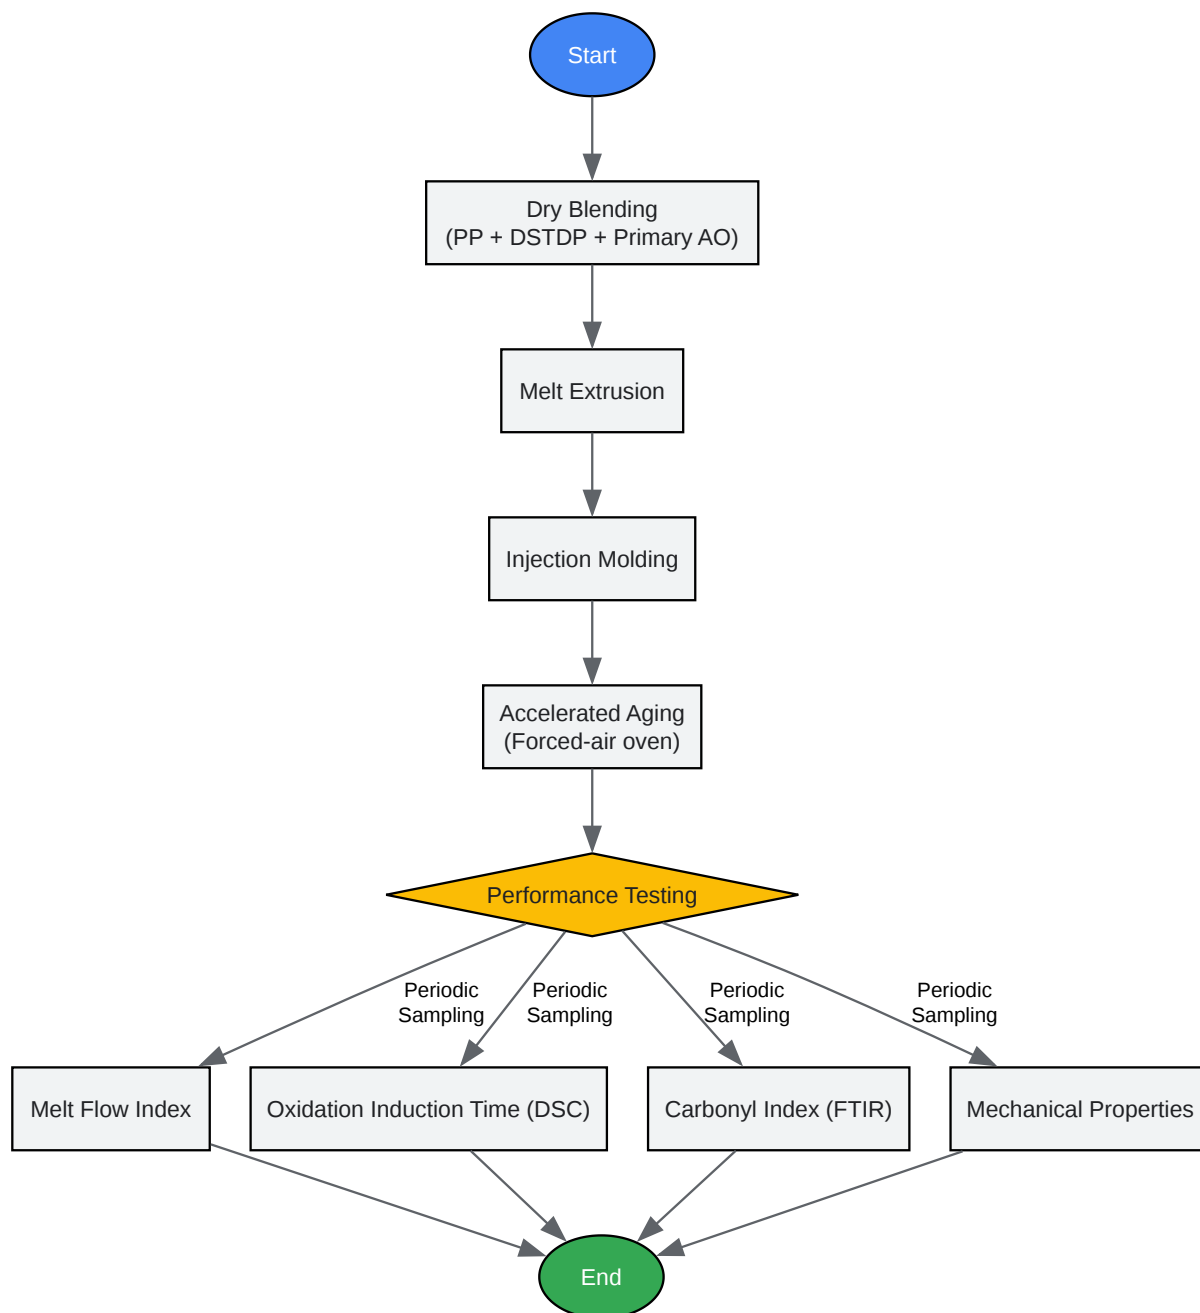 Start
Dry Blending
(PP + DSTDP + Primary AO)
Melt Extrusion
Injection Molding
Accelerated Aging
(Forced-air oven)
Performance Testing
Periodic
Sampling
Periodic
Sampling
Periodic
Sampling
Periodic
Sampling
Melt Flow Index
Oxidation Induction Time (DSC)
Carbonyl Index (FTIR)
Mechanical Properties
End